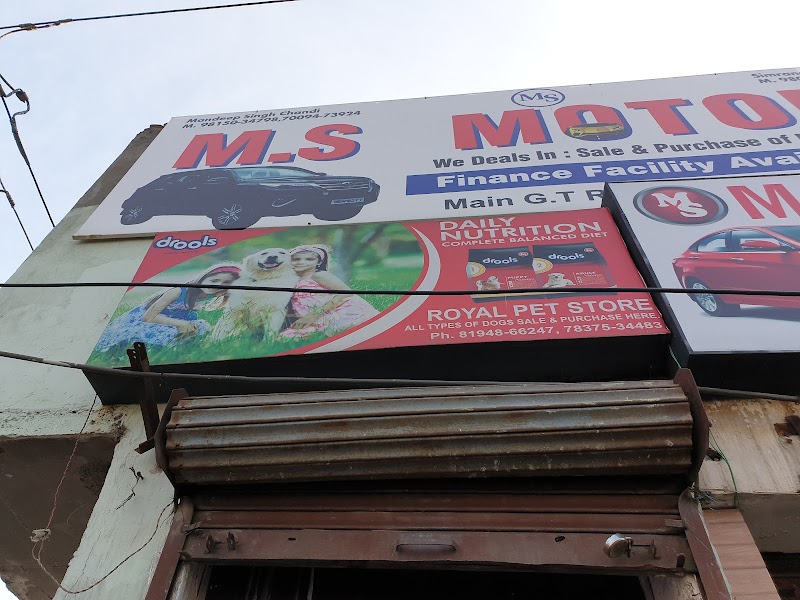 Mandeep Singh Chandi
M. 98150-34798,70094-73924
M.S
MS
MOTO
We Deals In : Sale & Purchase of
Finance Facility
Main G.T
MS
M
drools
DAILY
NUTRITION
COMPLETE BALANCED DIET
drools
drools
ROYAL PET STORE
ALL TYPES OF DOGS SALE & PURCHASE HERE
Ph. 81948-66247, 78375-34483